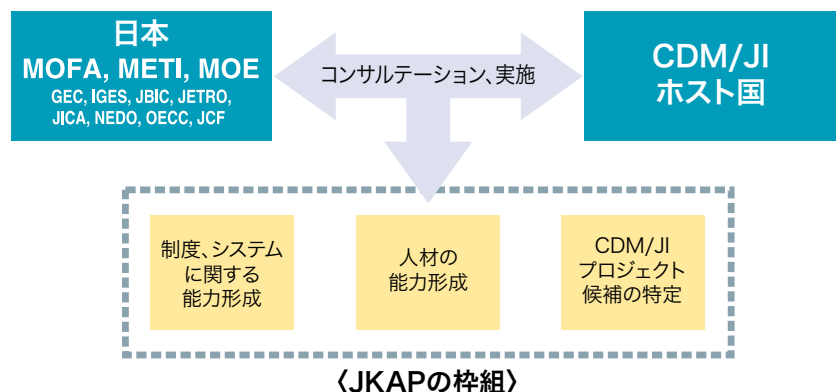 日本
MOFA, METI, MOE
GEC, IGES, JBIC, JETRO,
JICA, NEDO, OECC, JCF
コンサルテーション、実施
CDM/JI
ホスト国
制度、システム
に関する
能力形成
人材の
能力形成
CDM/JI
プロジェクト
候補の特定
〈JKAPの枠組〉